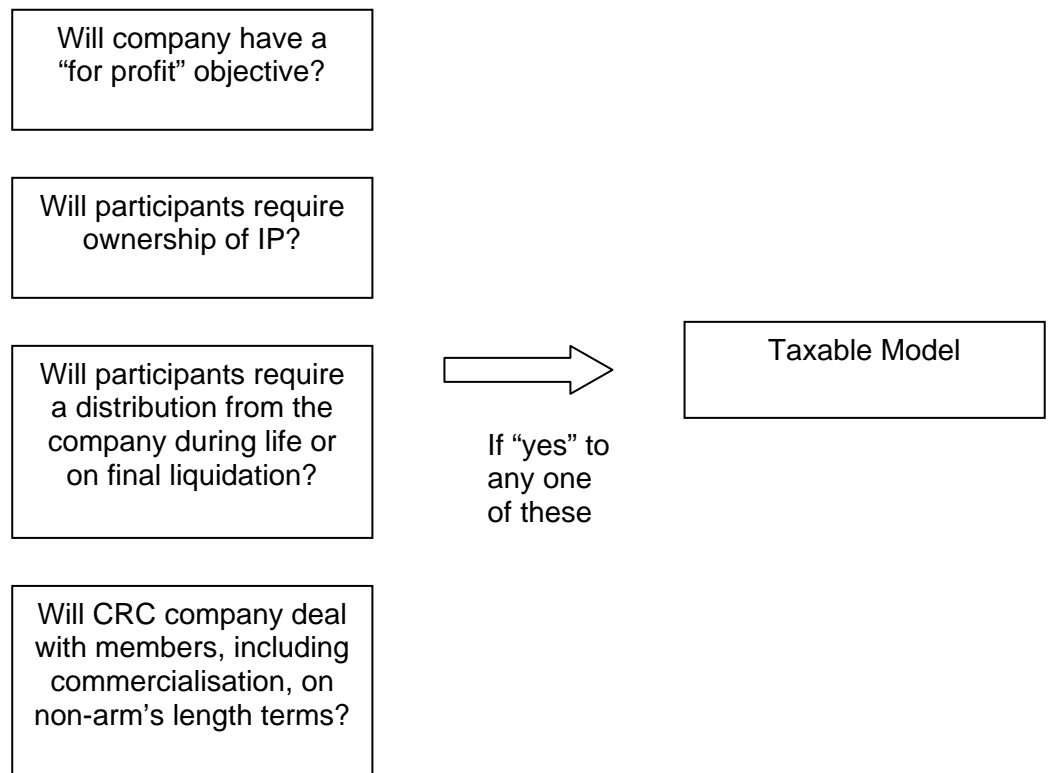 Will company have a
“for profit” objective?
Will participants require
ownership of IP?
Will participants require
a distribution from the
company during life or
on final liquidation?
Will CRC company deal
with members, including
commercialisation, on
non-arm’s length terms?
If “yes” to
any one
of these
Taxable Model